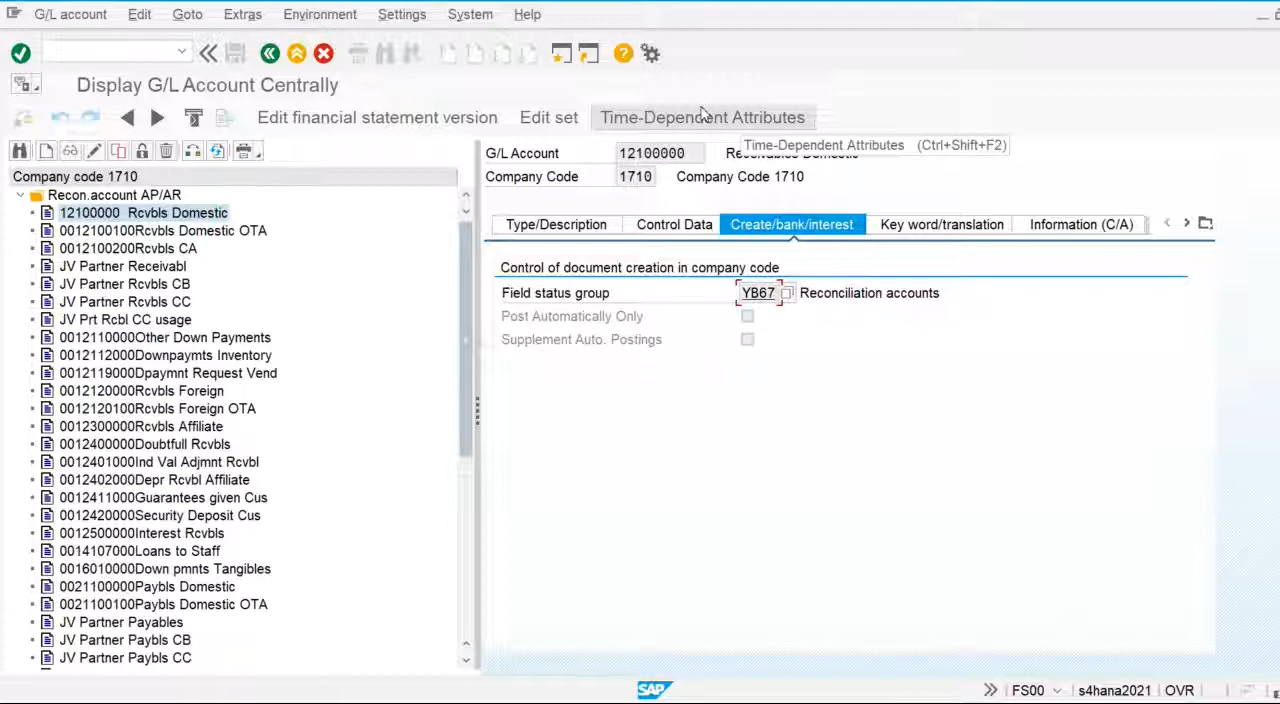 G/L account Edit Goto Extras Environment Settings System Help
Display G/L Account Centrally
Edit financial statement version Edit set Time-Dependent Attributes
Time-Dependent Attributes (Ctrl+Shift+F2)
G/L Account 12100000 Receivables Domestic
Company Code 1710 Company Code 1710
Company code 1710
Recon.account AP/AR
12100000 Rcvbls Domestic
0012100100Rcvbls Domestic OTA
0012100200Rcvbls CA
JV Partner Receivabl
JV Partner Rcvbls CB
JV Partner Rcvbls CC
JV Prt Rcbl CC usage
0012110000Other Down Payments
0012112000Downpaymts Inventory
0012119000Dpaymnt Request Vend
0012120000Rcvbls Foreign
0012120100Rcvbls Foreign OTA
0012300000Rcvbls Affiliate
0012400000Doubtfull Rcvbls
0012401000Ind Val Adjmnt Rcvbl
0012402000Depr Rcvbl Affiliate
0012411000Guarantees given Cus
0012420000Security Deposit Cus
0012500000Interest Rcvbls
0014107000Loans to Staff
0016010000Down pmnts Tangibles
0021100000Paybls Domestic
0021100100Paybls Domestic OTA
JV Partner Payables
JV Partner Paybls CB
JV Partner Paybls CC
Type/Description Control Data Create/bank/interest Key word/translation Information (C/A)
Control of document creation in company code
Field status group YB67 Reconciliation accounts
Post Automatically Only
Supplement Auto. Postings
SAP FS00 s4hana2021 OVR